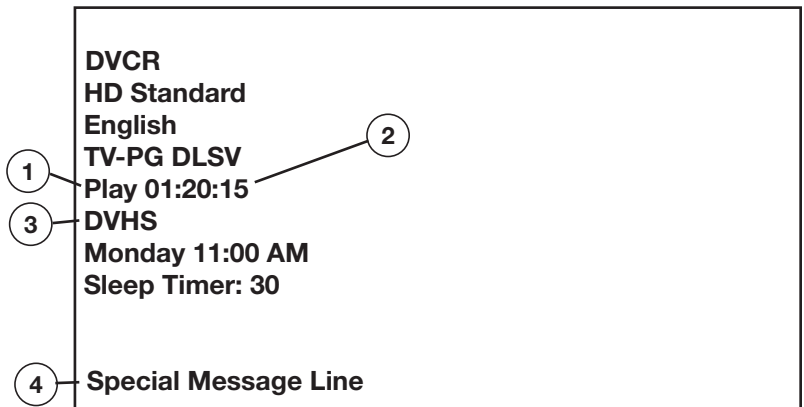 DVCR
HD Standard
English
2
TV-PG DLSV
1
Play 01:20:15
3
DVHS
Monday 11:00 AM
Sleep Timer: 30
4
Special Message Line